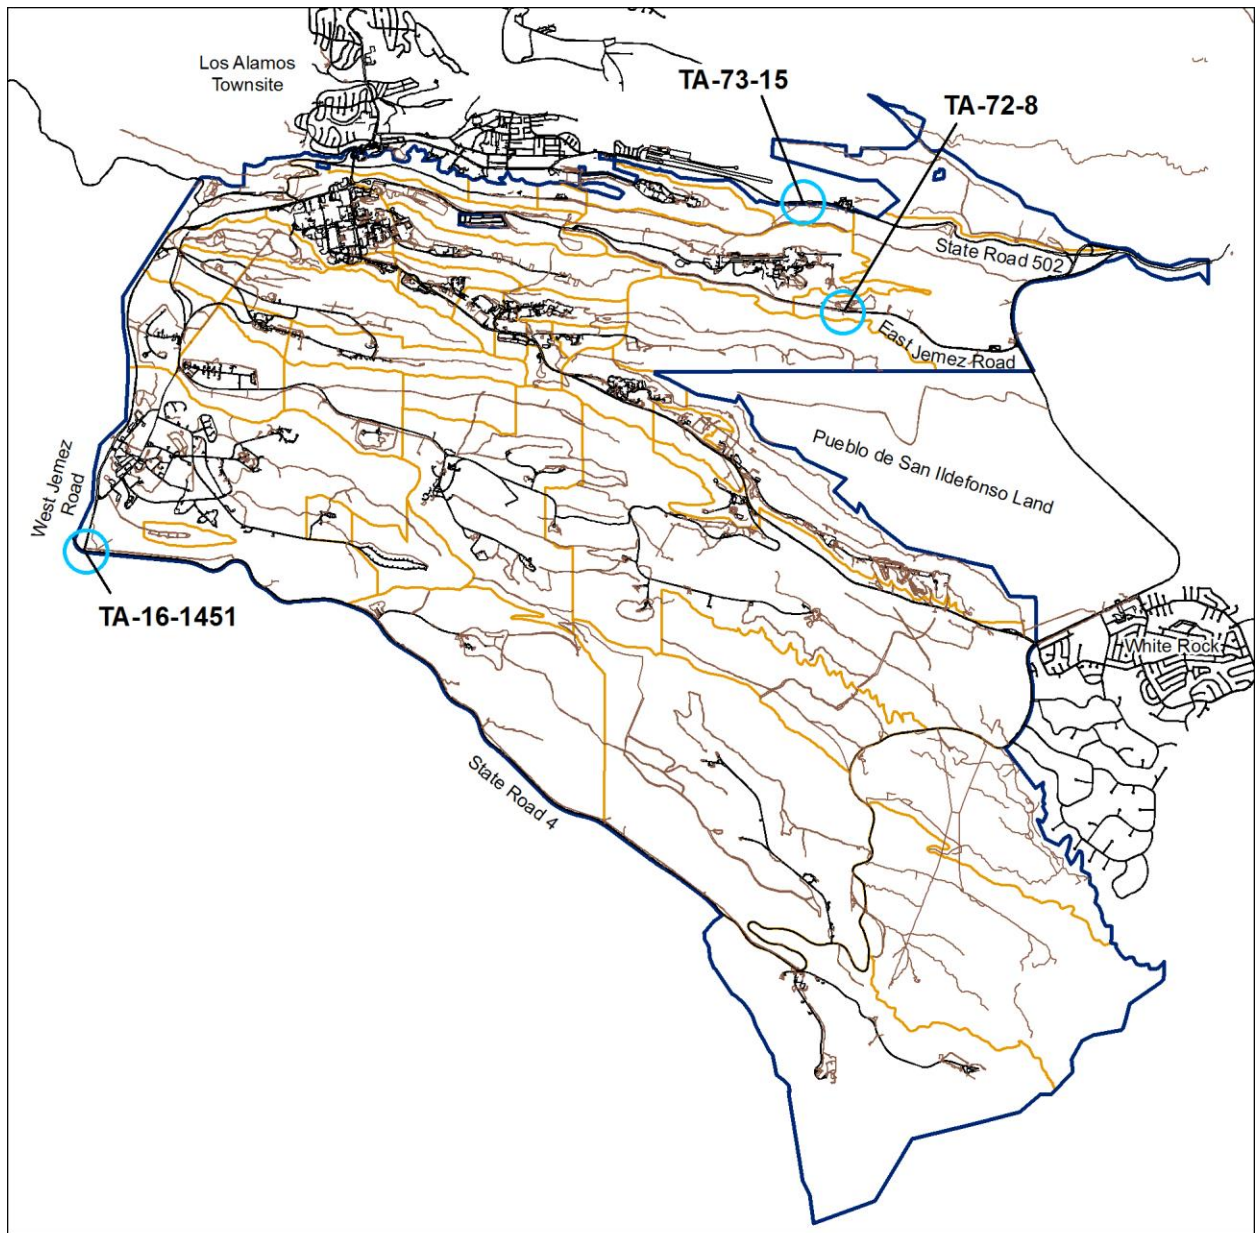 Los Alamos
Townsite
TA-73-15
TA-72-8
State Road 502
East Jemez Road
Pueblo de San Ildefonso Land
West Jemez
Road
TA-16-1451
White Rock
State Road 4